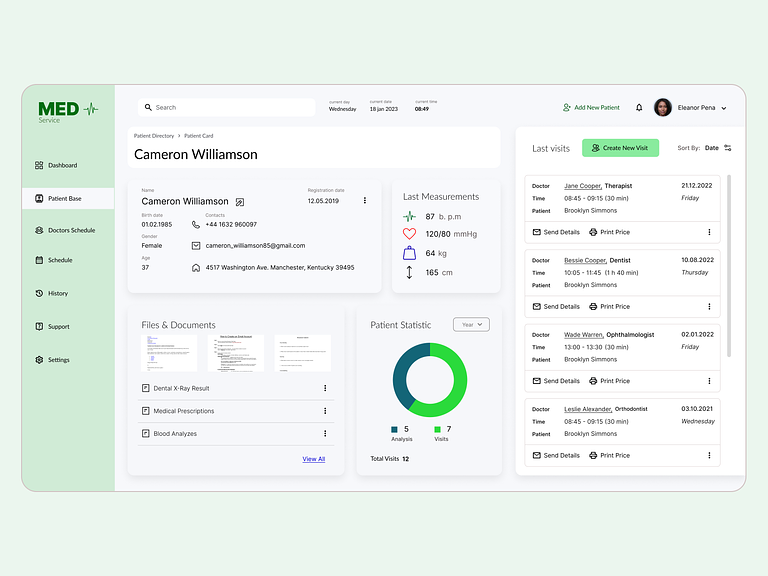 MED
Service
Dashboard
Patient Base
Doctors Schedule
Schedule
History
Support
Settings
Search
current day
Wednesday
current date
18 jan 2023
current time
08:49
Add New Patient
Eleanor Pena
Patient Directory > Patient Card
Cameron Williamson
Name
Cameron Williamson
Registration date
12.05.2019
Birth date
01.02.1985
Contacts
+44 1632 960097
Gender
Female
cameron_williamson85@gmail.com
Age
37
4517 Washington Ave. Manchester, Kentucky 39495
Last Measurements
87 b. p.m
120/80 mmHg
64 kg
165 cm
Files & Documents
Dental X-Ray Result
Medical Prescriptions
Blood Analyzes
View All
Patient Statistic
Year
5
Analysis
7
Visits
Total Visits 12
Last visits
Create New Visit
Sort By: Date
Doctor Jane Cooper, Therapist 21.12.2022
Time 08:45 - 09:15 (30 min) Friday
Patient Brooklyn Simmons
Send Details Print Price
Doctor Bessie Cooper, Dentist 10.08.2022
Time 10:05 - 11:45 (1 h 40 min) Thursday
Patient Brooklyn Simmons
Send Details Print Price
Doctor Wade Warren, Ophthalmologist 02.01.2022
Time 13:00 - 13:30 (30 min) Friday
Patient Brooklyn Simmons
Send Details Print Price
Doctor Leslie Alexander, Orthodontist 03.10.2021
Time 08:45 - 09:15 (30 min) Wednesday
Patient Brooklyn Simmons
Send Details Print Price